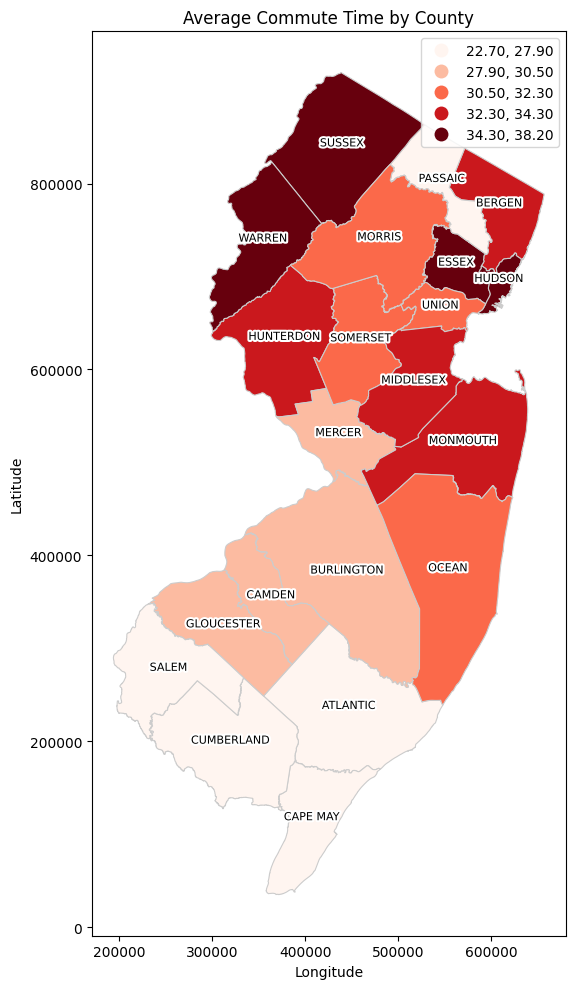 Average Commute Time by County
22.70, 27.90
27.90, 30.50
30.50, 32.30
32.30, 34.30
34.30, 38.20
SUSSEX
PASSAIC
BERGEN
WARREN
MORRIS
ESSEX
HUDSON
UNION
HUNTERDON
SOMERSET
MIDDLESEX
MERCER
MONMOUTH
BURLINGTON
OCEAN
CAMDEN
GLOUCESTER
SALEM
ATLANTIC
CUMBERLAND
CAPE MAY
800000
600000
400000
200000
0
Latitude
200000 300000 400000 500000 600000
Longitude